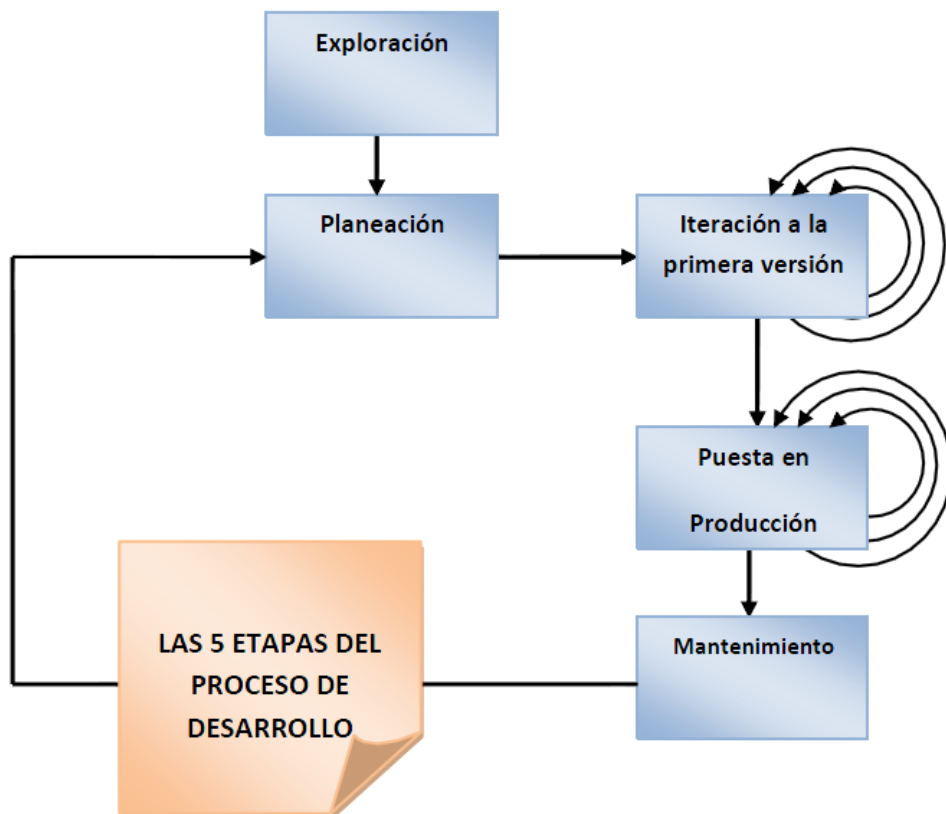 Exploración
Planeación
Iteración a la
primera versión
Puesta en
Producción
Mantenimiento
LAS 5 ETAPAS DEL
PROCESO DE
DESARROLLO